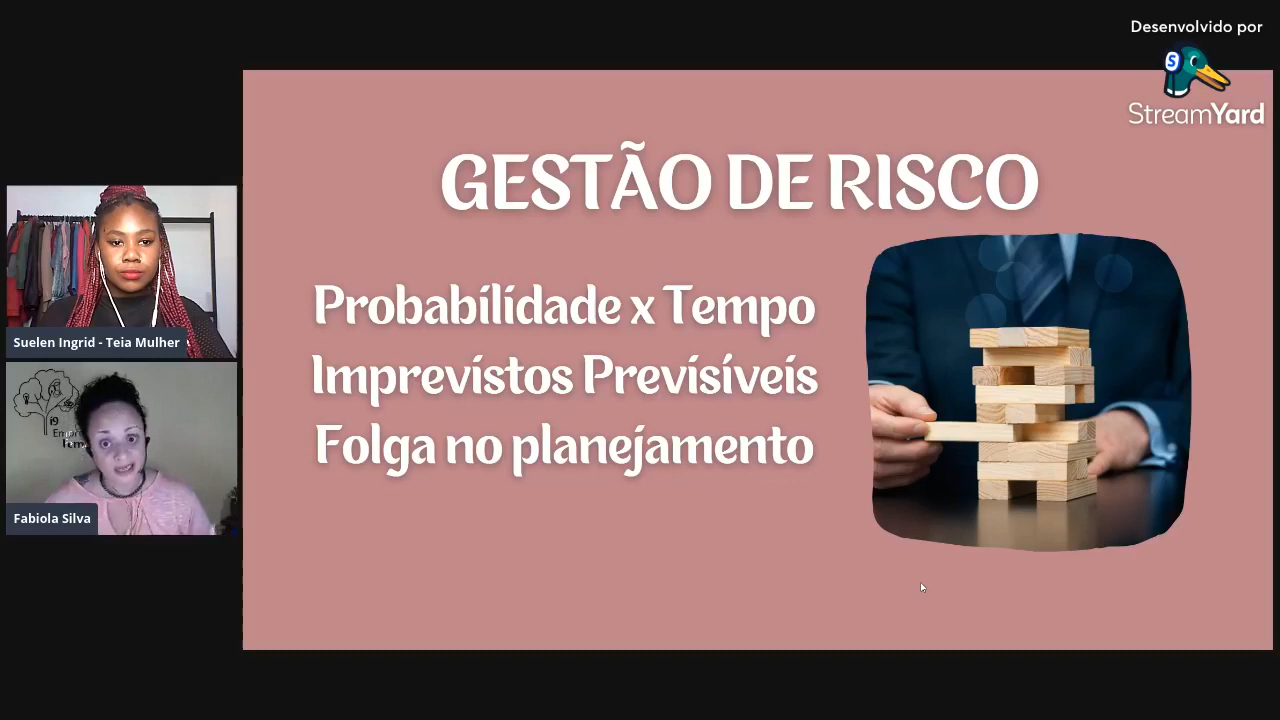 Desenvolvido por
StreamYard
GESTÃO DE RISCO
Probabilidade x Tempo
Imprevistos Previsíveis
Folga no planejamento
Suelen Ingrid - Teia Mulher
Fabiola Silva